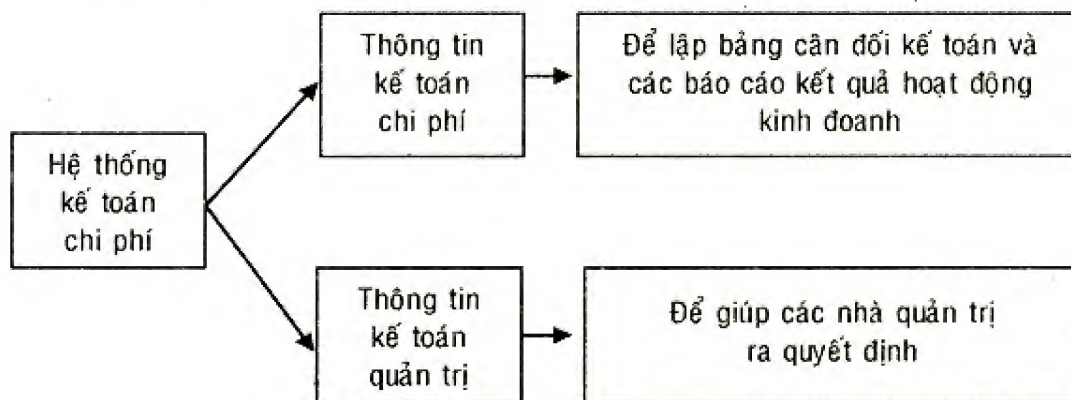 Thông tin
kế toán
chi phí
Để lập bảng cân đối kế toán và
các báo cáo kết quả hoạt động
kinh doanh
Hệ thống
kế toán
chi phí
Thông tin
kế toán
quản trị
Để giúp các nhà quản trị
ra quyết định